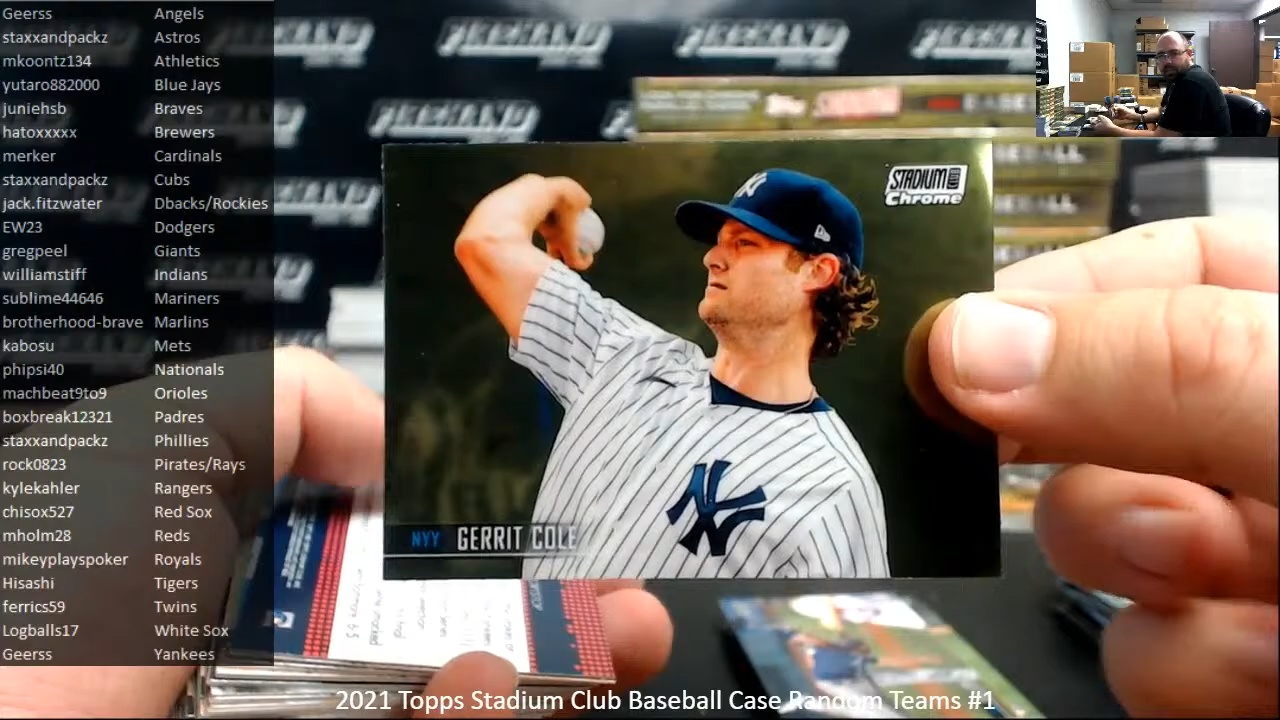 Geerss Angels
staxxandpackz Astros
mkoontz134 Athletics
yutaro882000 Blue Jays
juniehsb Braves
hatoxxxxx Brewers
merker Cardinals
staxxandpackz Cubs
jack.fitzwater Dbacks/Rockies
EW23 Dodgers
gregpeel Giants
williamstiff Indians
sublime44646 Mariners
brotherhood-brave Marlins
kabosu Mets
phipsi40 Nationals
machbeat9to9 Orioles
boxbreak12321 Padres
staxxandpackz Phillies
rock0823 Pirates/Rays
kylekahler Rangers
chisox527 Red Sox
mholm28 Reds
mikeyplayspoker Royals
Hisashi Tigers
ferrics59 Twins
Logballs17 White Sox
Geerss Yankees
topps STADIUM
STADIUM CLUB
Chrome
NY
NY
NYY GERRIT COLE
2021 Topps Stadium Club Baseball Case Random Teams #1